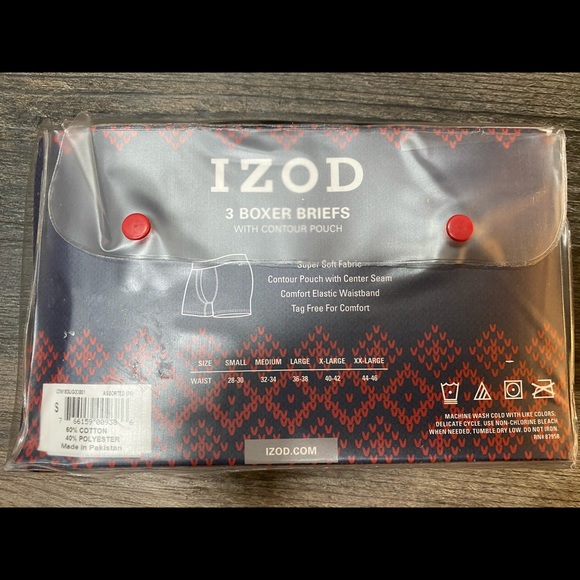 IZOD
3 BOXER BRIEFS
WITH CONTOUR POUCH
Super Soft Fabric
Contour Pouch with Center Seam
Comfort Elastic Waistband
Tag Free For Comfort
SIZE SMALL MEDIUM LARGE X-LARGE XX-LARGE
WAIST 28-30 32-34 36-38 40-42 44-46
ASSORTED
S
60% COTTON
40% POLYESTER
Made in Pakistan
MACHINE WASH COLD WITH LIKE COLORS,
DELICATE CYCLE. USE NON-CHLORINE BLEACH
WHEN NEEDED. TUMBLE DRY LOW. DO NOT IRON.
RN# 87958
IZOD.COM